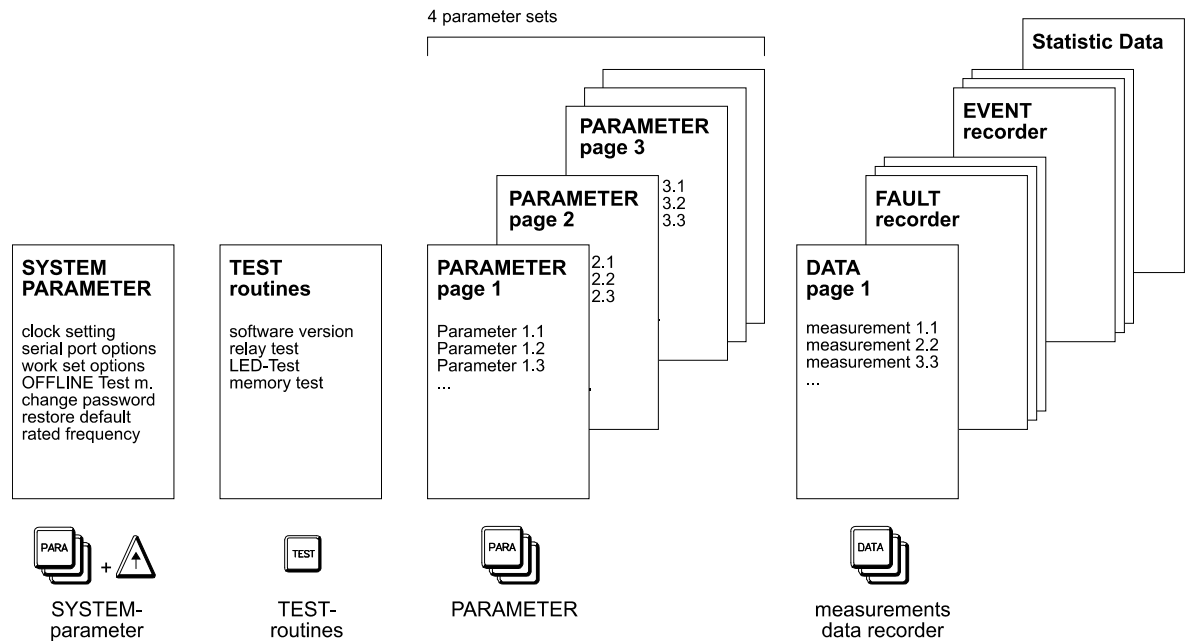 4 parameter sets
Statistic Data
EVENT
recorder
PARAMETER
page 3
3.1
3.2
3.3
PARAMETER
page 2
2.1
2.2
2.3
FAULT
recorder
SYSTEM
PARAMETER
clock setting
serial port options
work set options
OFFLINE Test m.
change password
restore default
rated frequency
TEST
routines
software version
relay test
LED-Test
memory test
PARAMETER
page 1
Parameter 1.1
Parameter 1.2
Parameter 1.3
...
DATA
page 1
measurement 1.1
measurement 2.2
measurement 3.3
...
PARA
+
SYSTEM-
parameter
TEST
TEST-
routines
PARA
PARAMETER
DATA
measurements
data recorder